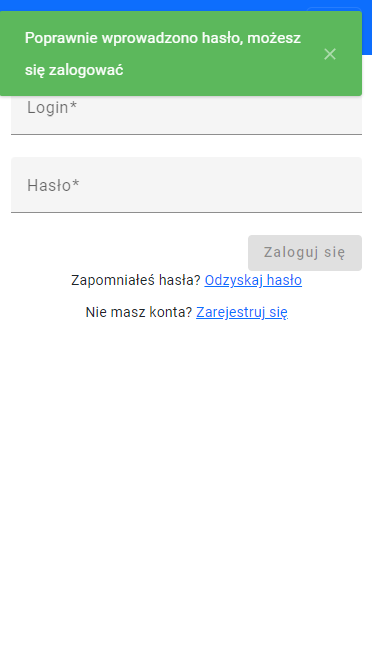 Poprawnie wprowadzono hasło, możesz
się zalogować
Login*
Hasło*
Zaloguj się
Zapomniałeś hasła? Odzyskaj hasło
Nie masz konta? Zarejestruj się